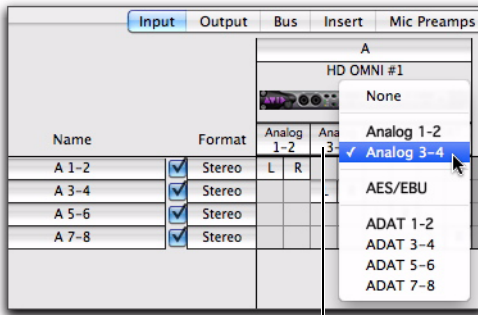 Input Output Bus Insert Mic Preamps
A
HD OMNI #1
AVID
None
Name Format Analog 1-2
Analog 1-2
✓ Analog 3-4
A 1-2 Stereo L R
A 3-4 Stereo
AES/EBU
A 5-6 Stereo
ADAT 1-2
A 7-8 Stereo
ADAT 3-4
ADAT 5-6
ADAT 7-8